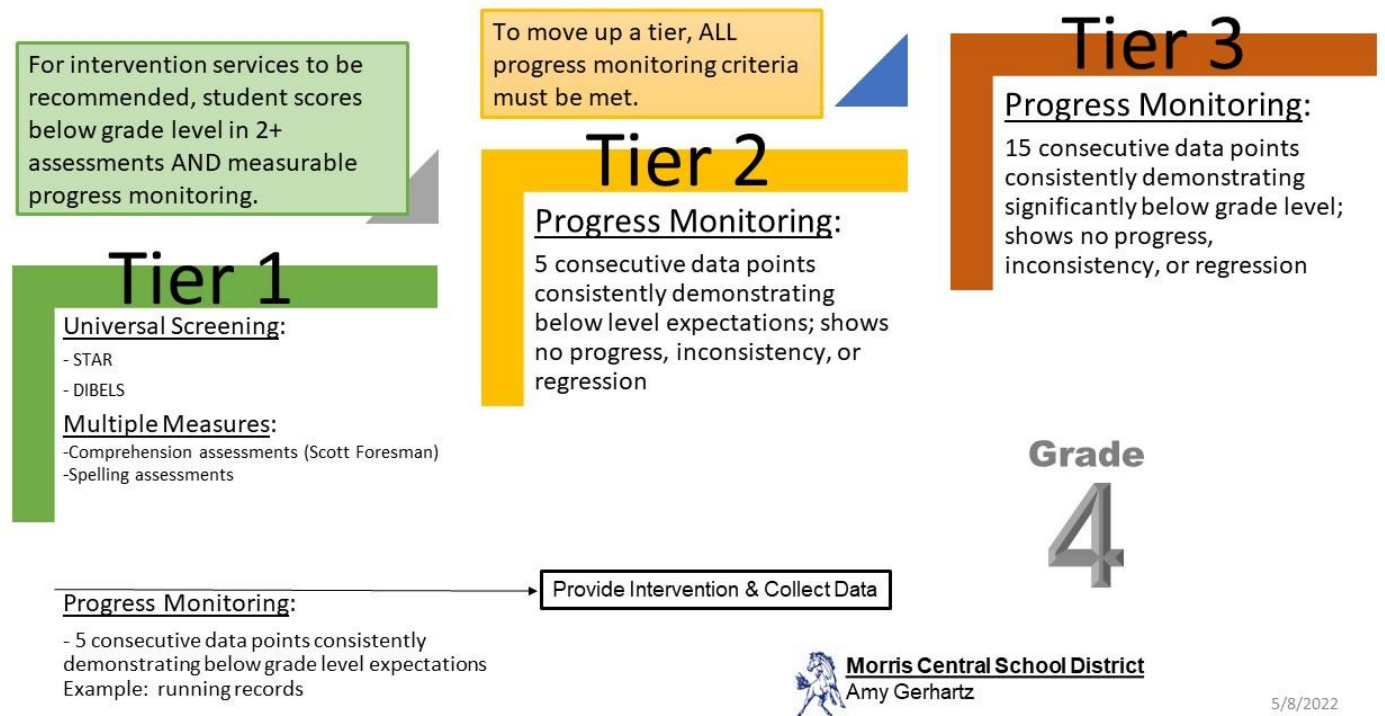 For intervention services to be
recommended, student scores
below grade level in 2+
assessments AND measurable
progress monitoring.
Tier 1
Universal Screening:
- STAR
- DIBELS
Multiple Measures:
-Comprehension assessments (Scott Foresman)
-Spelling assessments
Progress Monitoring:
- 5 consecutive data points consistently
demonstrating below grade level expectations
Example: running records
Provide Intervention & Collect Data
To move up a tier, ALL
progress monitoring criteria
must be met.
Tier 2
Progress Monitoring:
5 consecutive data points
consistently demonstrating
below level expectations; shows
no progress, inconsistency, or
regression
Tier 3
Progress Monitoring:
15 consecutive data points
consistently demonstrating
significantly below grade level;
shows no progress,
inconsistency, or regression
Grade
4
Morris Central School District
Amy Gerhartz
5/8/2022